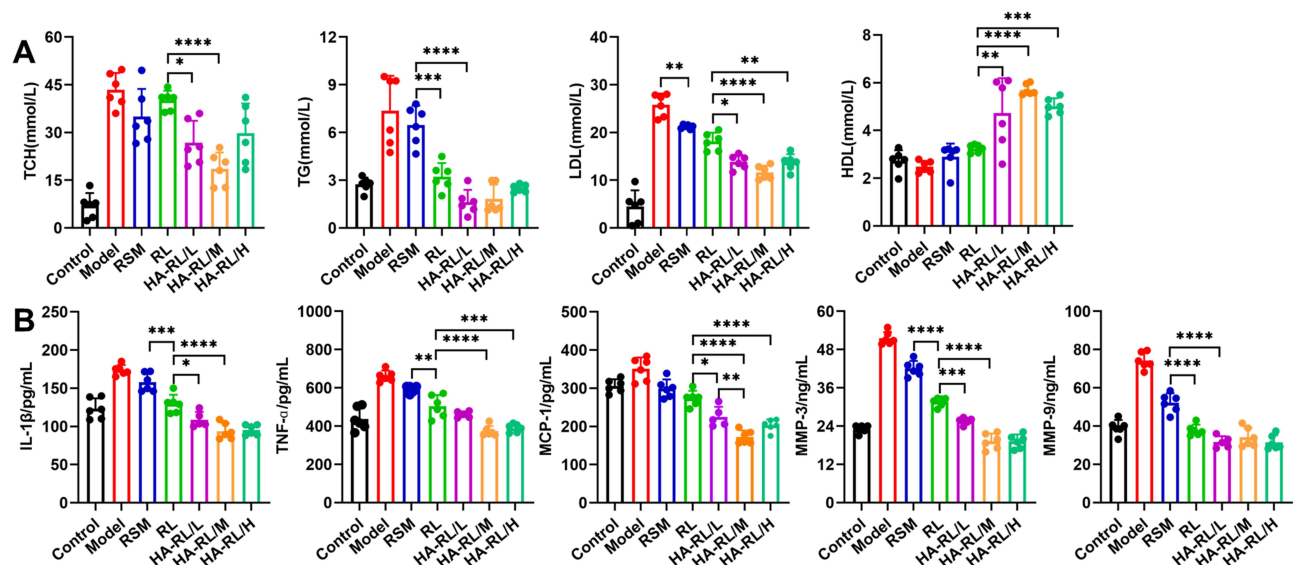 A
TCH(mmol/L)
60
45
30
15
0
*
****
Control
Model
RSM
RL
HA-RL/L
HA-RL/M
HA-RL/H
TG(mmol/L)
12
9
6
3
0
***
****
Control
Model
RSM
RL
HA-RL/L
HA-RL/M
HA-RL/H
LDL(mmol/L)
40
30
20
10
0
**
**
****
*
Control
Model
RSM
RL
HA-RL/L
HA-RL/M
HA-RL/H
HDL(mmol/L)
8
6
4
2
0
***
****
**
Control
Model
RSM
RL
HA-RL/L
HA-RL/M
HA-RL/H
B
IL-1β/pg/mL
250
200
150
100
50
0
***
****
*
Control
Model
RSM
RL
HA-RL/L
HA-RL/M
HA-RL/H
TNF-α/pg/mL
1000
800
600
400
200
0
***
****
**
Control
Model
RSM
RL
HA-RL/L
HA-RL/M
HA-RL/H
MCP-1/pg/mL
500
400
300
200
100
0
****
****
*
**
Control
Model
RSM
RL
HA-RL/L
HA-RL/M
HA-RL/H
MMP-3/ng/mL
60
48
36
24
12
0
****
****
***
Control
Model
RSM
RL
HA-RL/L
HA-RL/M
HA-RL/H
MMP-9/ng/mL
100
80
60
40
20
0
****
****
Control
Model
RSM
RL
HA-RL/L
HA-RL/M
HA-RL/H